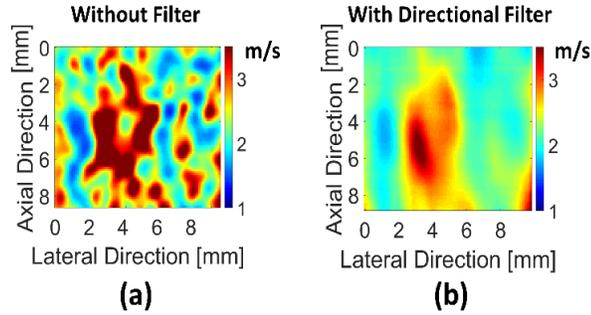 Without Filter
With Directional Filter
m/s
m/s
Axial Direction [mm]
0
2
4
6
8
3
2
1
0 2 4 6 8
Lateral Direction [mm]
Axial Direction [mm]
0
2
4
6
8
3
2
1
0 2 4 6 8
Lateral Direction [mm]
(a)
(b)